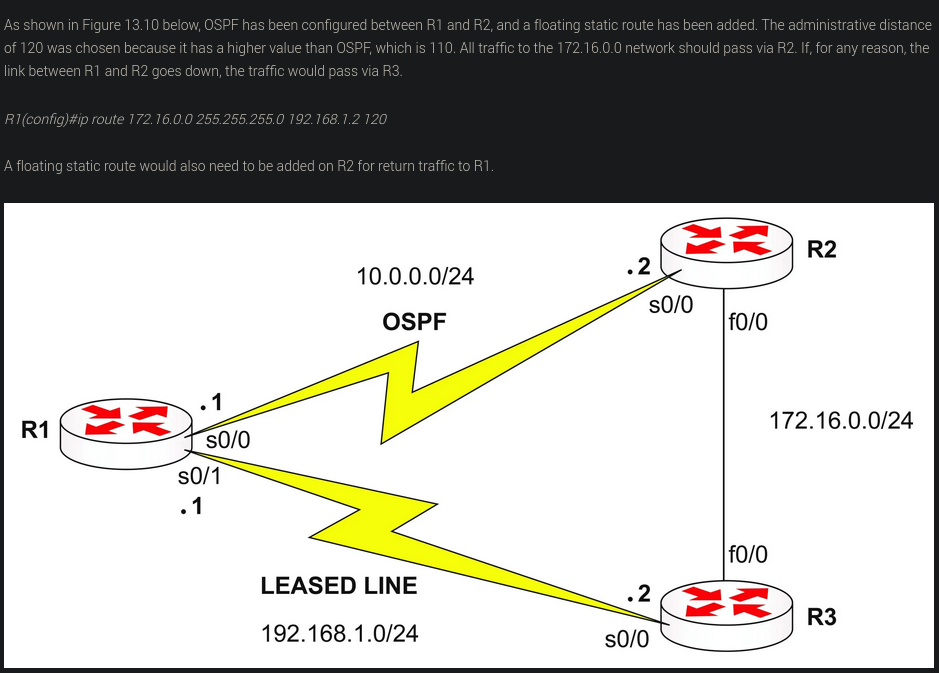 As shown in Figure 13.10 below, OSPF has been configured between R1 and R2, and a floating static route has been added. The administrative distance
of 120 was chosen because it has a higher value than OSPF, which is 110. All traffic to the 172.16.0.0 network should pass via R2. If, for any reason, the
link between R1 and R2 goes down, the traffic would pass via R3.
R1(config)#ip route 172.16.0.0 255.255.255.0 192.168.1.2 120
A floating static route would also need to be added on R2 for return traffic to R1.
R2
.2
10.0.0.0/24
s0/0
OSPF
f0/0
.1
R1
s0/0
172.16.0.0/24
s0/1
.1
f0/0
LEASED LINE
.2
R3
192.168.1.0/24
s0/0